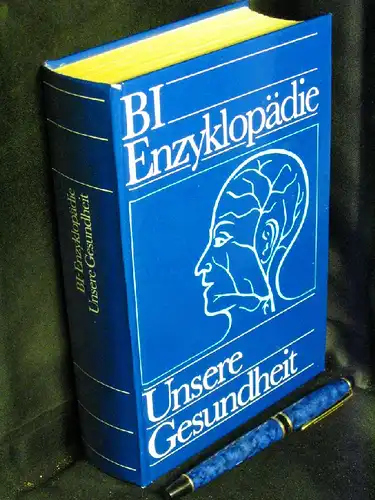 BI
Enzyklopädie
Unsere
Gesundheit
BI-Enzyklopädie
Unsere Gesundheit